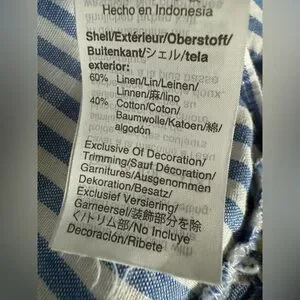 Hecho en Indonesia
Shell/Extérieur/Oberstoff/
Buitenkant/シェル/tela
exterior:
60% Linen/Lin/Leinen/
Linnen/麻/lino
40% Cotton/Coton/
Baumwolle/Katoen/綿/
algodón
Exclusive Of Decoration/
Trimming/Sauf Décoration/
Garnitures/Ausgenommen
Dekoration/Besatz/
Exclusief Versiering/
Garneersel/装飾部分を除
く/トリム部/No Incluye
Decoración/Ribete